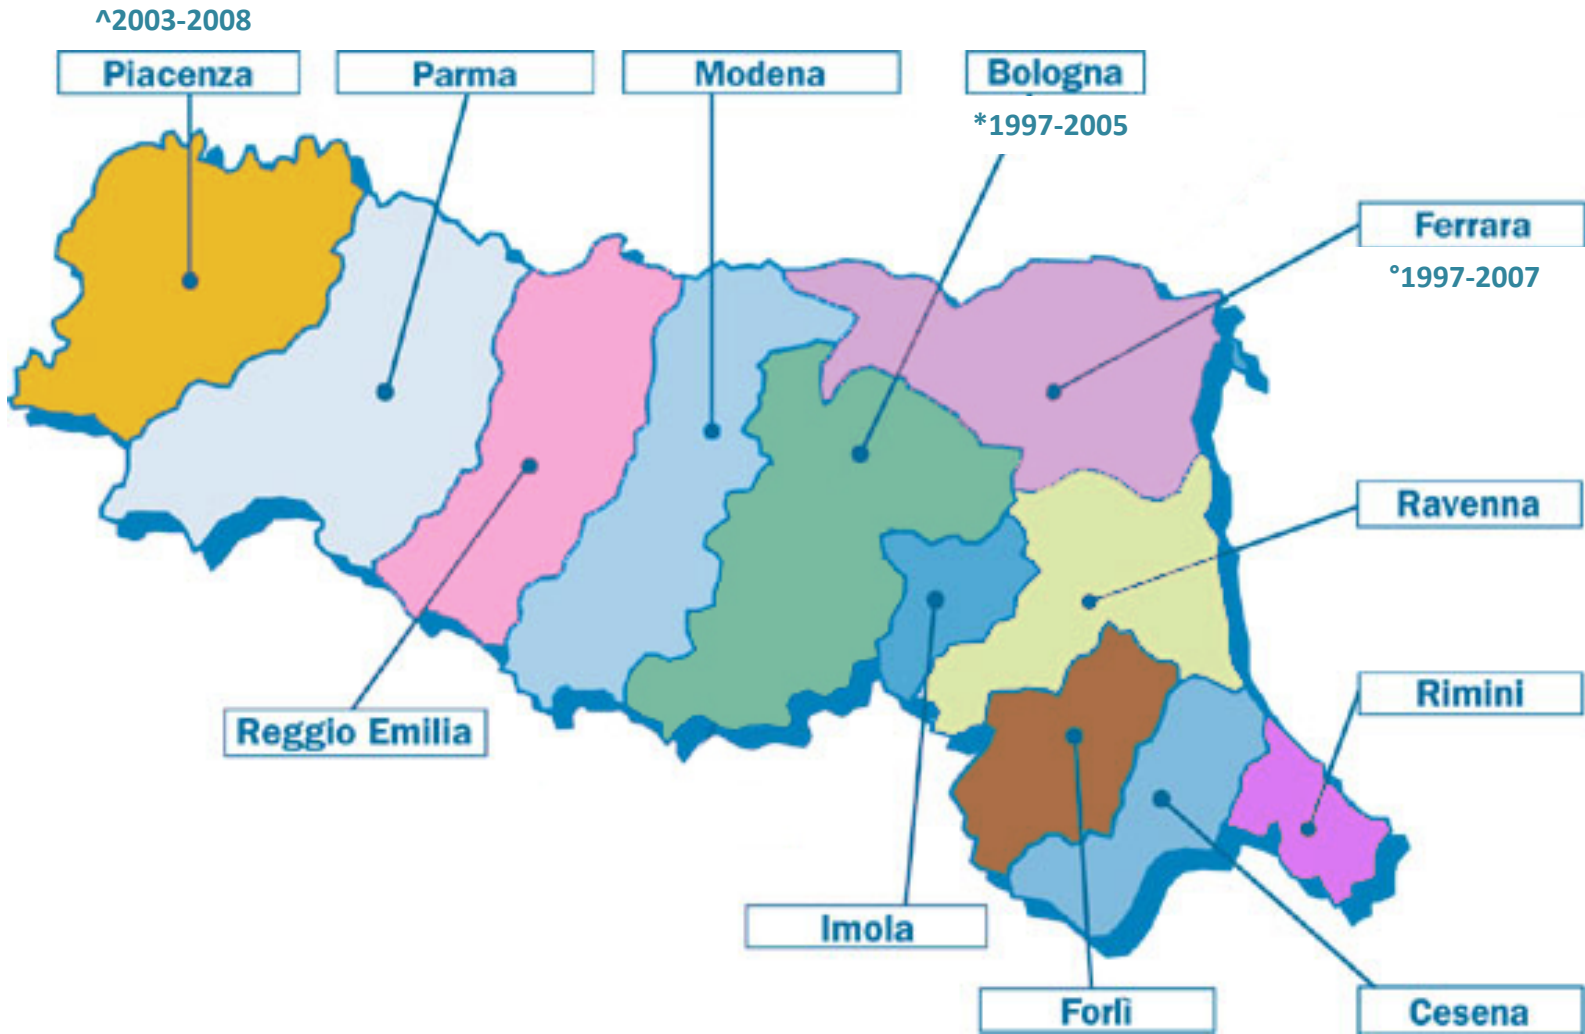 ^2003-2008
Piacenza
Parma
Modena
Bologna
*1997-2005
Ferrara
°1997-2007
Ravenna
Rimini
Reggio Emilia
Imola
Forlì
Cesena